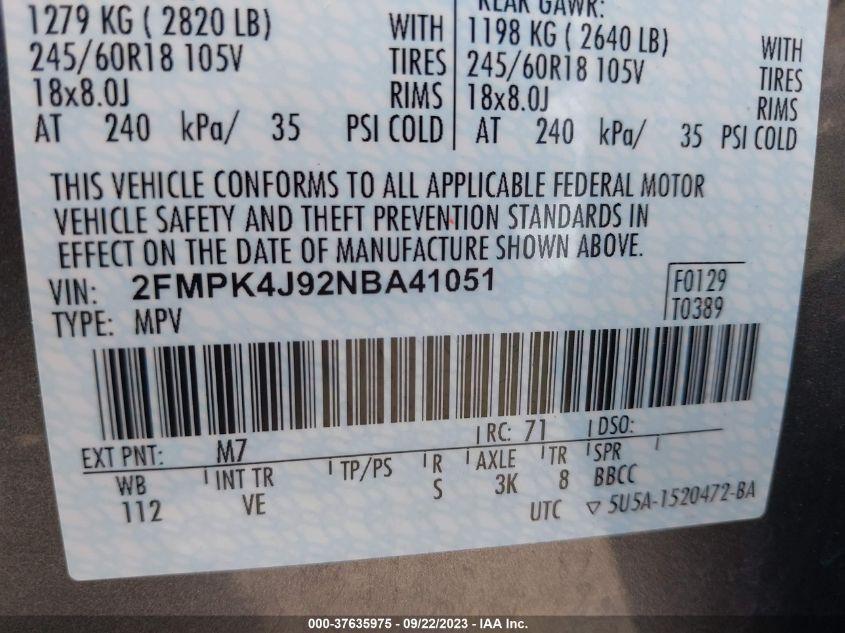 REAR GAWR:
1279 KG ( 2820 LB) WITH 1198 KG ( 2640 LB) WITH
245/60R18 105V TIRES 245/60R18 105V TIRES
18x8.0J RIMS 18x8.0J RIMS
AT 240 kPa/ 35 PSI COLD AT 240 kPa/ 35 PSI COLD
THIS VEHICLE CONFORMS TO ALL APPLICABLE FEDERAL MOTOR
VEHICLE SAFETY AND THEFT PREVENTION STANDARDS IN
EFFECT ON THE DATE OF MANUFACTURE SHOWN ABOVE.
VIN: 2FMPK4J92NBA41051 F0129
TYPE: MPV T0389
EXT PNT: M7 RC: 71 DSO:
WB INT TR TP/PS R AXLE TR SPR
112 VE S 3K 8 BBCC
UTC ▽ 5U5A-1520472-BA
000-37635975 - 09/22/2023 - IAA Inc.